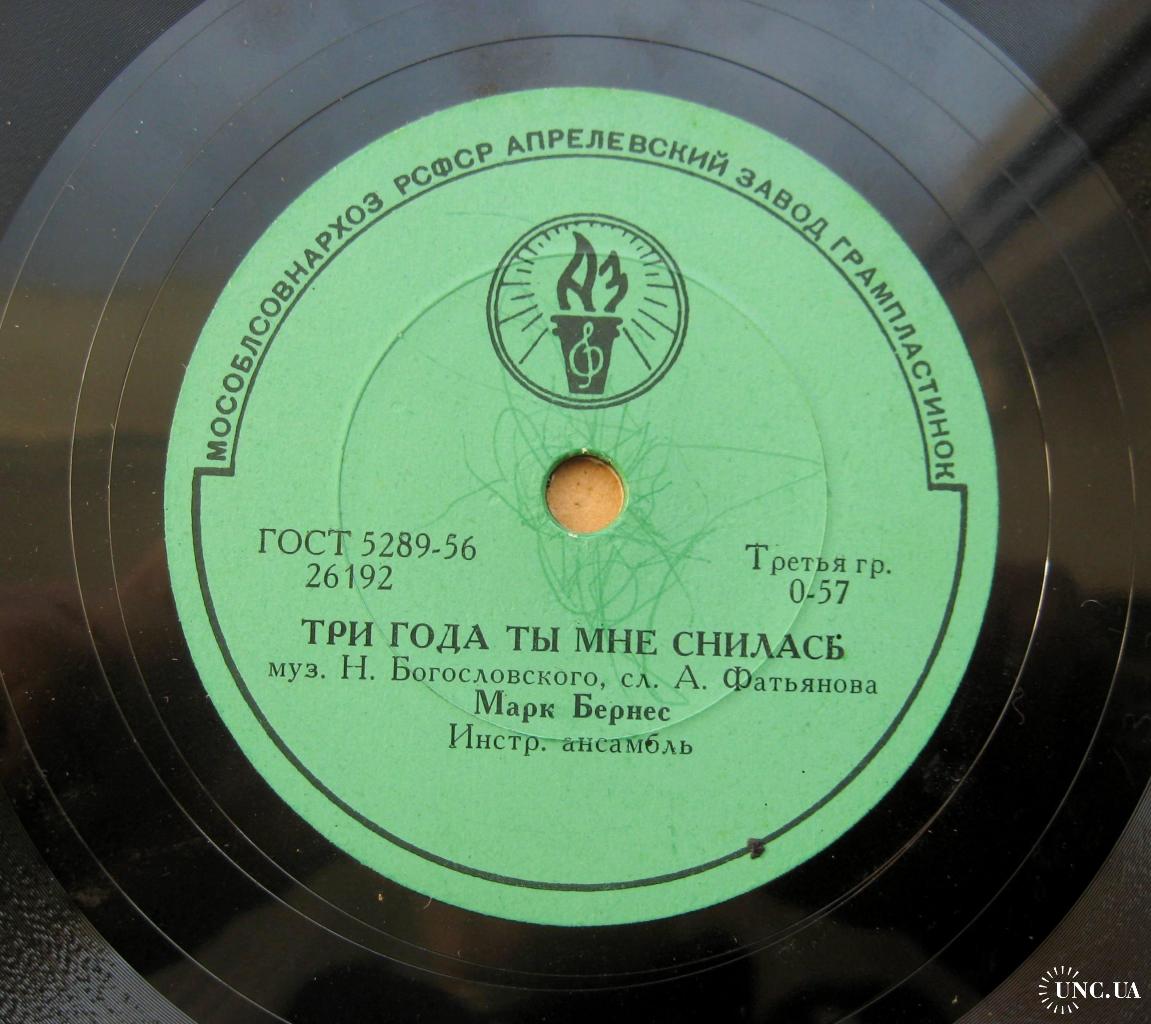 МОСОБЛСОВНАРХОЗ РСФСР АПРЕЛЕВСКИЙ ЗАВОД ГРАМПЛАСТИНОК
АЗ
ГОСТ 5289-56
26192
Третья гр.
0-57
ТРИ ГОДА ТЫ МНЕ СНИЛАСЬ
муз. Н. Богословского, сл. А. Фатьянова
Марк Бернес
Инстр. ансамбль
UNC.UA